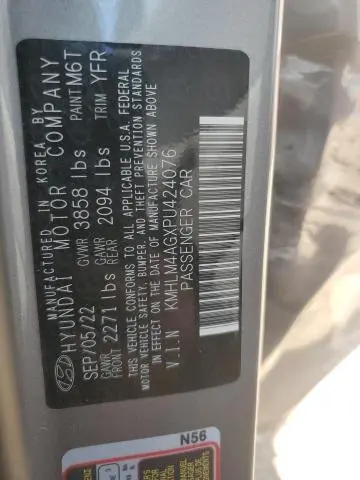 MANUFACTURED IN KOREA BY
HYUNDAI MOTOR COMPANY
SEP/05/22 GVWR 3858 lbs PAINT M6T
GAWR FRONT 2271 lbs GAWR REAR 2094 lbs TRIM YFR
THIS VEHICLE CONFORMS TO ALL APPLICABLE U.S.A. FEDERAL
MOTOR VEHICLE SAFETY, BUMPER, AND THEFT PREVENTION STANDARDS
IN EFFECT ON THE DATE OF MANUFACTURE SHOWN ABOVE
V.I.N KMHLM4AGXPU424076
PASSENGER CAR
N56